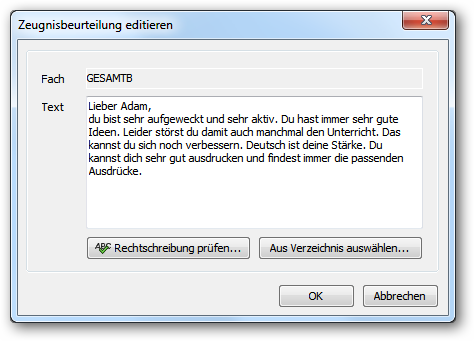 Zeugnisbeurteilung editieren
Fach GESAMTB
Text Lieber Adam,
du bist sehr aufgeweckt und sehr aktiv. Du hast immer sehr gute
Ideen. Leider störst du damit auch manchmal den Unterricht. Das
kannst du sich noch verbessern. Deutsch ist deine Stärke. Du
kannst dich sehr gut ausdrucken und findest immer die passenden
Ausdrücke.
ABC Rechtschreibung prüfen... Aus Verzeichnis auswählen...
OK Abbrechen